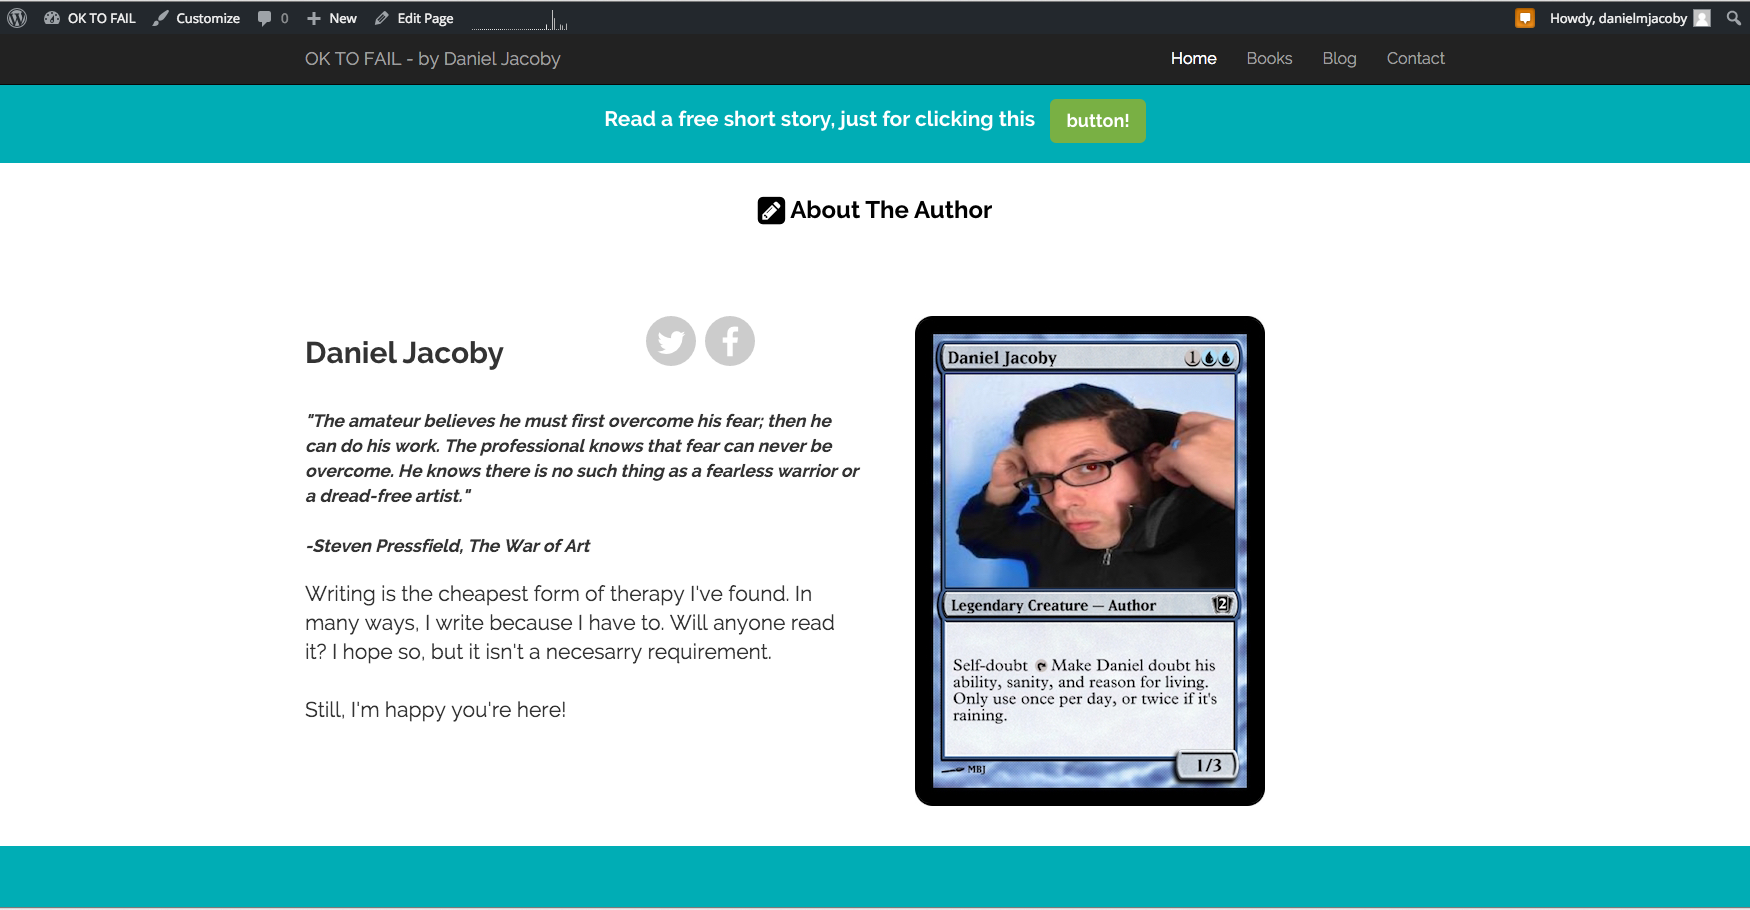 OK TO FAIL Customize 0 New Edit Page Howdy, danielmjacoby
OK TO FAIL - by Daniel Jacoby Home Books Blog Contact
Read a free short story, just for clicking this button!
About The Author
Daniel Jacoby
"The amateur believes he must first overcome his fear; then he
can do his work. The professional knows that fear can never be
overcome. He knows there is no such thing as a fearless warrior or
a dread-free artist."
-Steven Pressfield, The War of Art
Writing is the cheapest form of therapy I've found. In
many ways, I write because I have to. Will anyone read
it? I hope so, but it isn't a necesarry requirement.
Still, I'm happy you're here!
Daniel Jacoby 1
Legendary Creature — Author 2
Self-doubt Make Daniel doubt his
ability, sanity, and reason for living.
Only use once per day, or twice if it's
raining.
1/3
MBJ